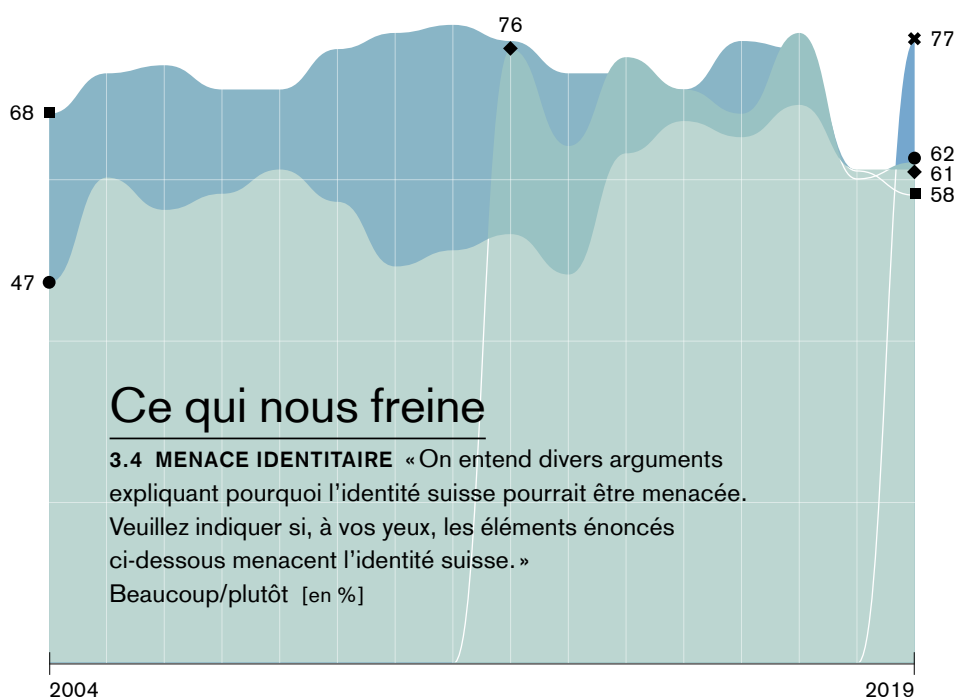 76
77
68
62
61
58
47
Ce qui nous freine
3.4 MENACE IDENTITAIRE «On entend divers arguments
expliquant pourquoi l’identité suisse pourrait être menacée.
Veuillez indiquer si, à vos yeux, les éléments énoncés
ci-dessous menacent l’identité suisse.»
Beaucoup/plutôt [en %]
2004 2019